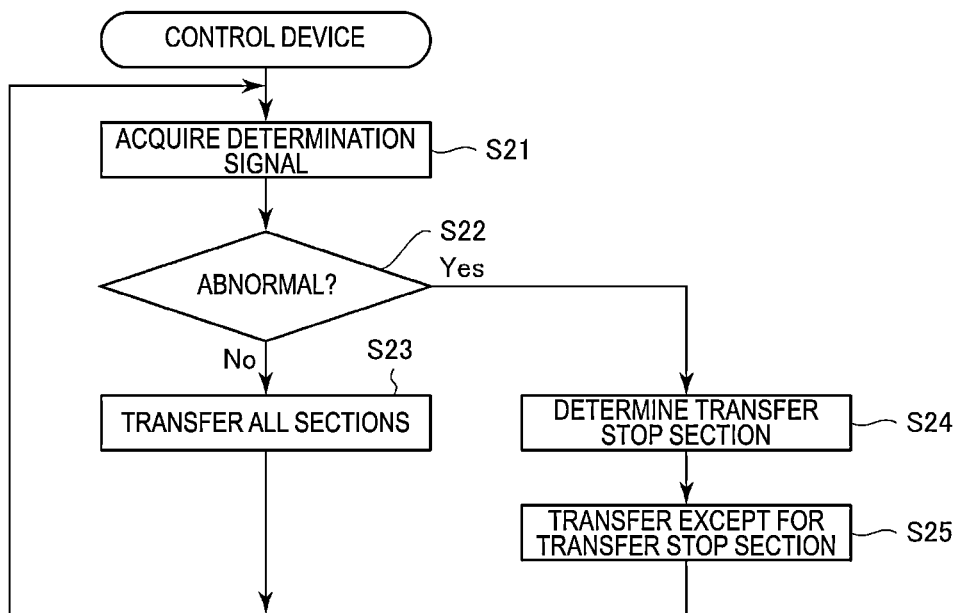 CONTROL DEVICE
ACQUIRE DETERMINATION
SIGNAL
S21
S22
ABNORMAL?
Yes
No
S23
TRANSFER ALL SECTIONS
DETERMINE TRANSFER
STOP SECTION
S24
TRANSFER EXCEPT FOR
TRANSFER STOP SECTION
S25